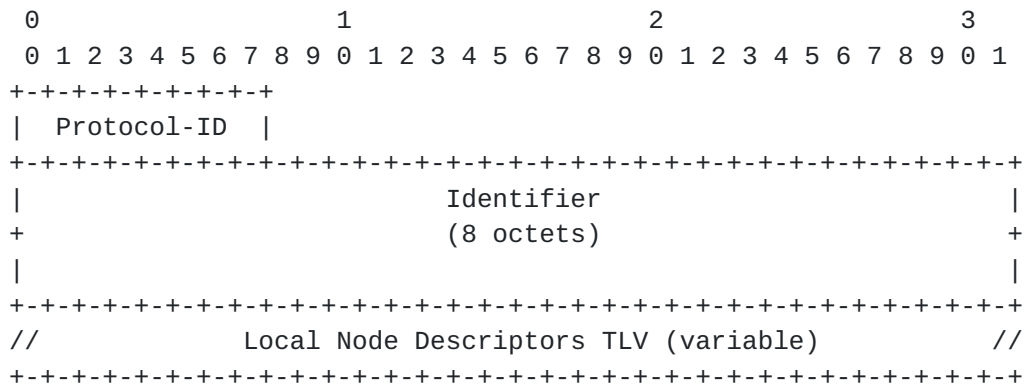 0                   1                   2                   3
 0 1 2 3 4 5 6 7 8 9 0 1 2 3 4 5 6 7 8 9 0 1 2 3 4 5 6 7 8 9 0 1
+-+-+-+-+-+-+-+-+
|  Protocol-ID  |
+-+-+-+-+-+-+-+-+-+-+-+-+-+-+-+-+-+-+-+-+-+-+-+-+-+-+-+-+-+-+-+-+
|                           Identifier                          |
+                           (8 octets)                          +
|                                                               |
+-+-+-+-+-+-+-+-+-+-+-+-+-+-+-+-+-+-+-+-+-+-+-+-+-+-+-+-+-+-+-+-+
//             Local Node Descriptors TLV (variable)           //
+-+-+-+-+-+-+-+-+-+-+-+-+-+-+-+-+-+-+-+-+-+-+-+-+-+-+-+-+-+-+-+-+